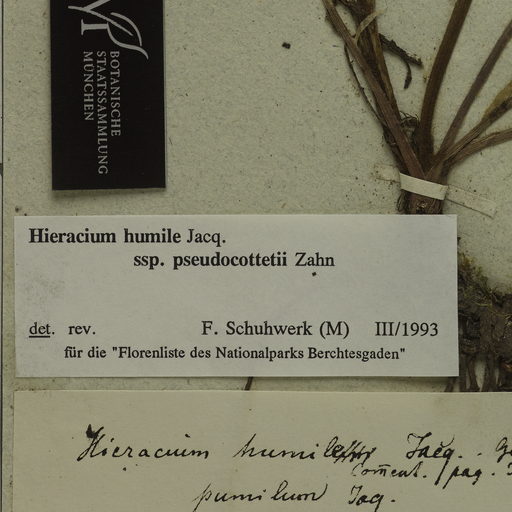 BOTANISCHE
STAATSSAMMLUNG
MÜNCHEN
Hieracium humile Jacq.
ssp. pseudocottetii Zahn
det. rev. F. Schuhwerk (M) III/1993
für die "Florenliste des Nationalparks Berchtesgaden"
Hieracium Jacq.
pag.
pumilum Jacq.